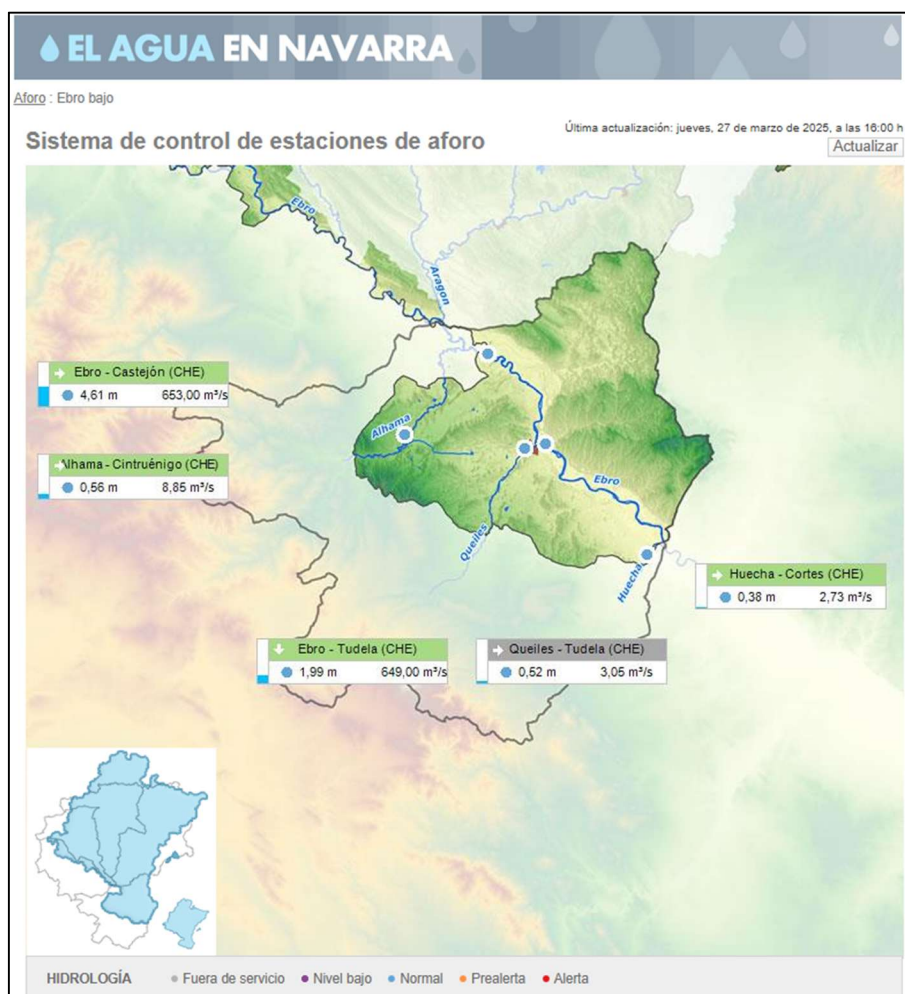 EL AGUA EN NAVARRA
Aforo : Ebro bajo
Última actualización: jueves, 27 de marzo de 2025, a las 16:00 h
Sistema de control de estaciones de aforo
Actualizar
Ebro
Aragon
Ebro - Castejón (CHE)
4,61 m 653,00 m³/s
Alhama
Alhama - Cintruénigo (CHE)
0,56 m 8,85 m³/s
Ebro
Queiles
Huecha
Huecha - Cortes (CHE)
0,38 m 2,73 m³/s
Ebro - Tudela (CHE)
1,99 m 649,00 m³/s
Queiles - Tudela (CHE)
0,52 m 3,05 m³/s
HIDROLOGÍA Fuera de servicio Nivel bajo Normal Prealerta Alerta